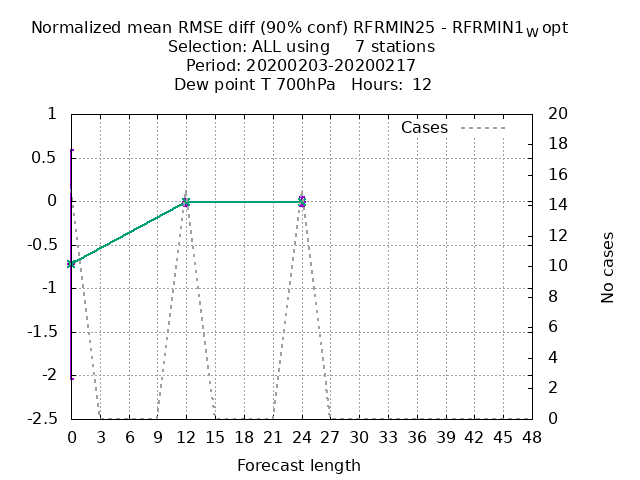 Normalized mean RMSE diff (90% conf) RFRMIN25 - RFRMIN1wopt
Selection: ALL using 7 stations
Period: 20200203-20200217
Dew point T 700hPa Hours: 12
Cases
1
0.5
0
-0.5
-1
-1.5
-2
-2.5
20
18
16
14
12
10
8
6
4
2
0
No cases
0 3 6 9 12 15 18 21 24 27 30 33 36 39 42 45 48
Forecast length